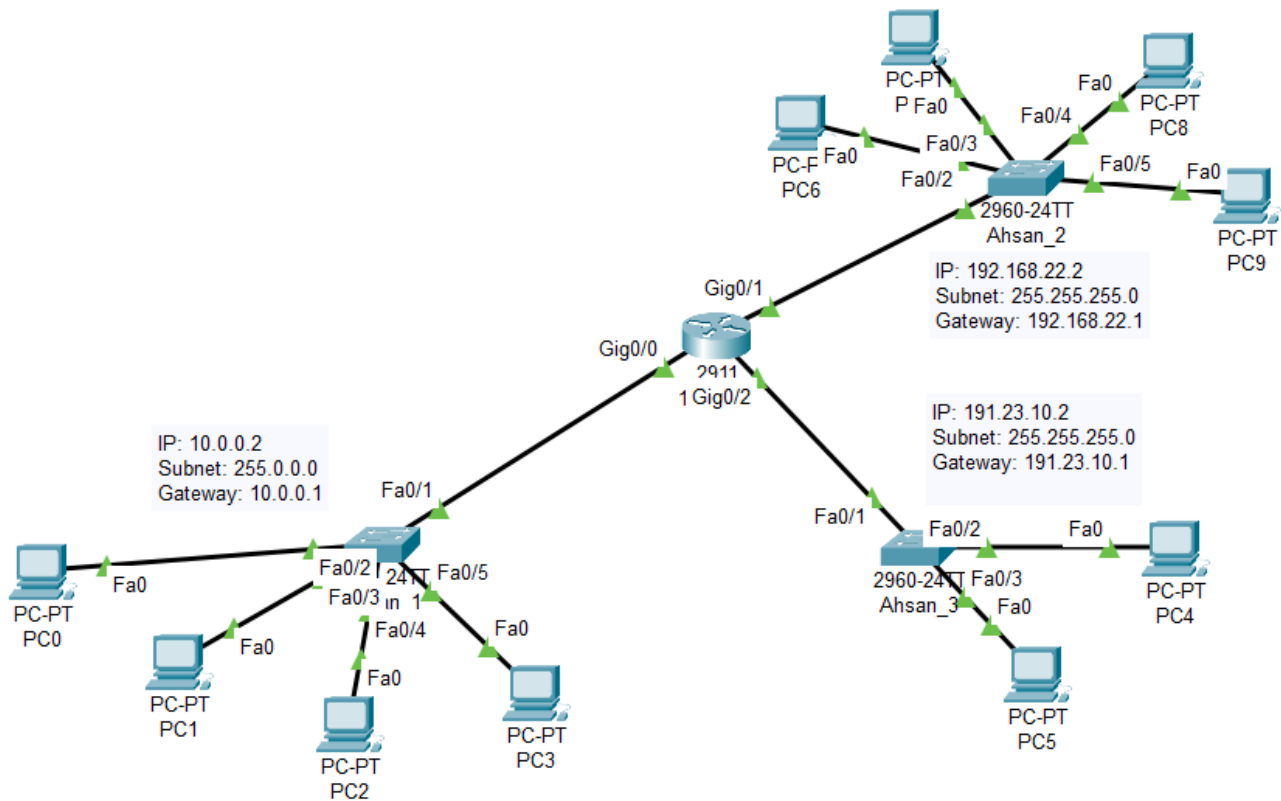 PC-PT
Fa0
Fa0
PC-PT
PC8
Fa0/4
Fa0
PC6
Fa0/3
Fa0/2
Fa0/5
Fa0
PC-PT
PC9
2960-24TT
Ahsan_2
IP: 192.168.22.2
Subnet: 255.255.255.0
Gateway: 192.168.22.1
Gig0/1
Gig0/0
2911
Gig0/2
IP: 191.23.10.2
Subnet: 255.255.255.0
Gateway: 191.23.10.1
IP: 10.0.0.2
Subnet: 255.0.0.0
Gateway: 10.0.0.1
Fa0/1
Fa0/1
Fa0/2
Fa0
2960-24TT
Ahsan_3
Fa0/3
Fa0
PC-PT
PC4
PC-PT
PC5
Fa0
PC-PT
PC0
Fa0/2
Fa0/3
Fa0/4
Fa0/5
Fa0
PC-PT
PC1
Fa0
PC-PT
PC2
Fa0
PC-PT
PC3